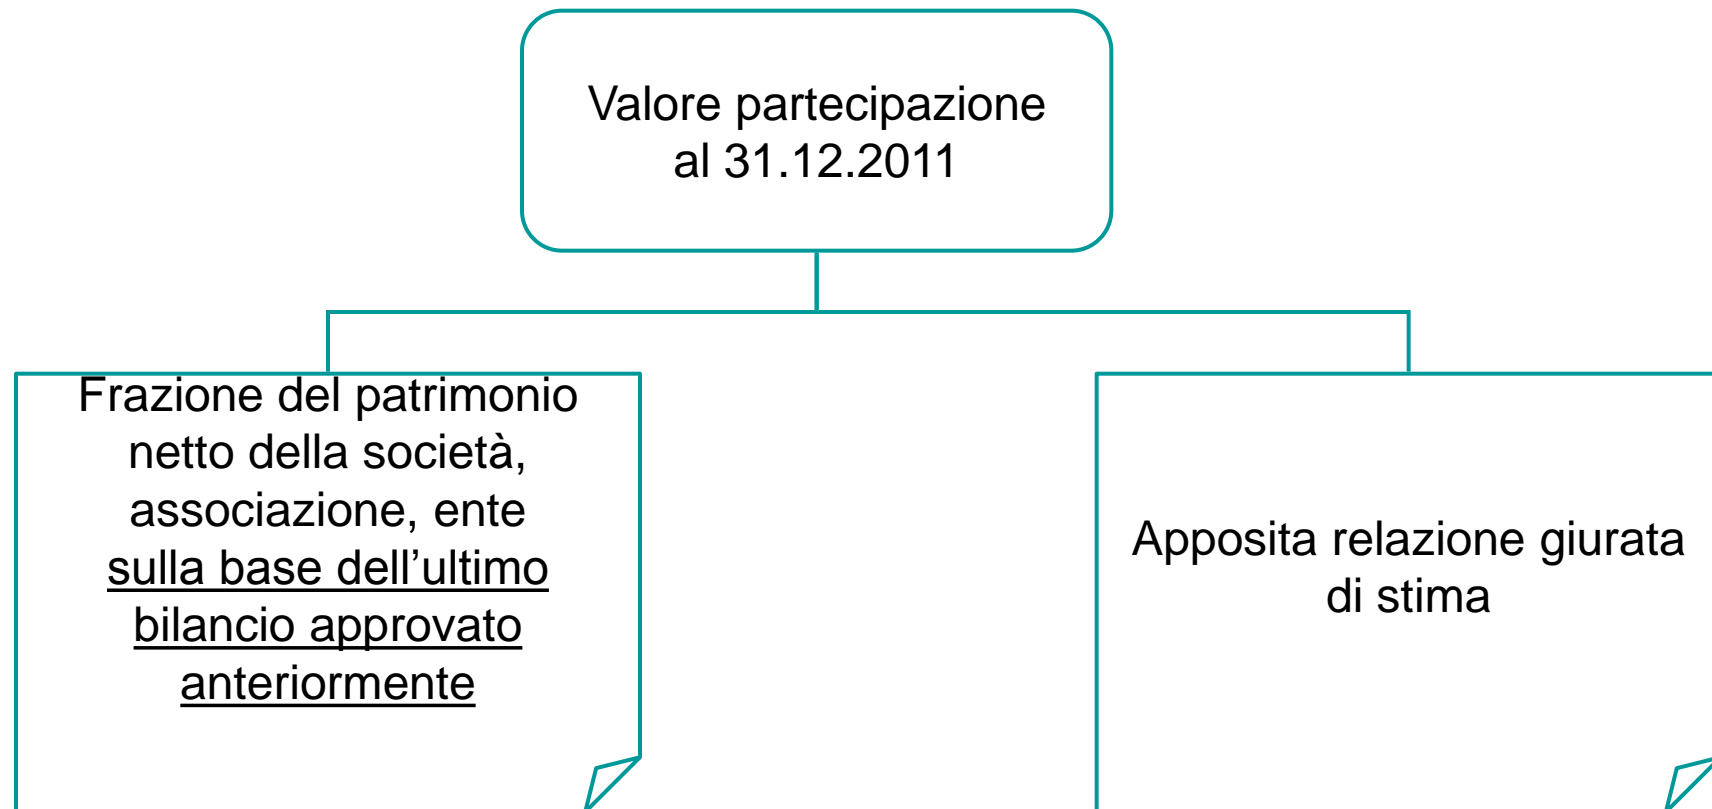 Valore partecipazione
al 31.12.2011
Frazione del patrimonio
netto della società,
associazione, ente
sulla base dell’ultimo
bilancio approvato
anteriormente
Apposita relazione giurata
di stima